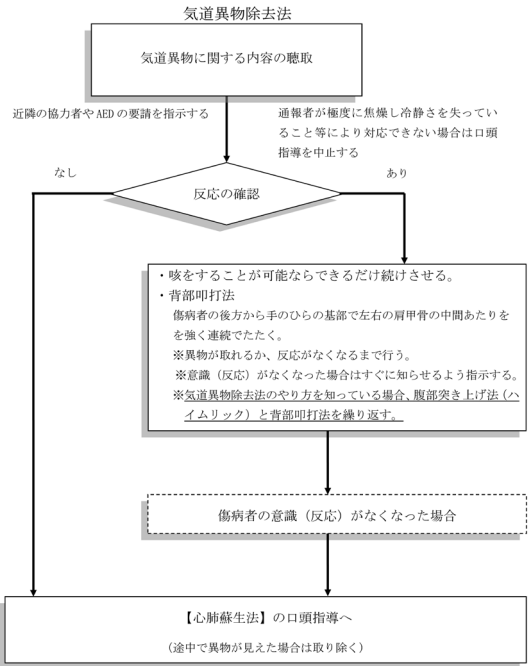 気道異物除去法
気道異物に関する内容の聴取
近隣の協力者やAEDの要請を指示する
通報者が極度に焦燥し冷静さを失ってい
ること等により対応できない場合は口頭
指導を中止する
なし
反応の確認
あり
・咳をすることが可能ならできるだけ続けさせる。
・背部叩打法
傷病者の後方から手のひらの基部で左右の肩甲骨の中間あたりを
を強く連続でたたく。
※異物が取れるか、反応がなくなるまで行う。
※意識（反応）がなくなった場合はすぐに知らせるよう指示する。
※気道異物除去法のやり方を知っている場合、腹部突き上げ法（ハ
イムリック）と背部叩打法を繰り返す。
傷病者の意識（反応）がなくなった場合
【心肺蘇生法】の口頭指導へ
（途中で異物が見えた場合は取り除く）